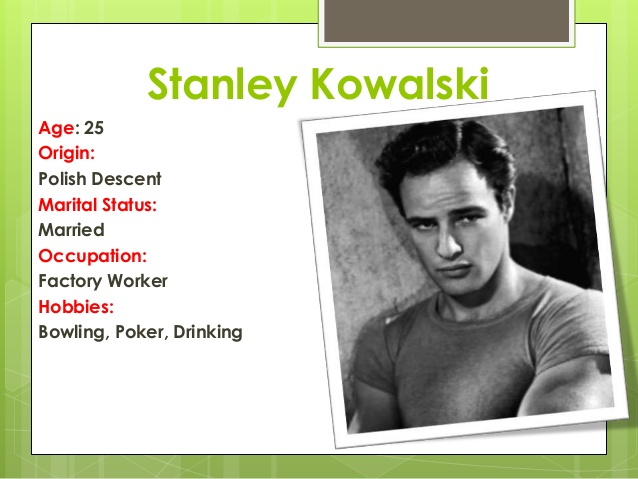 Stanley Kowalski
Age: 25
Origin:
Polish Descent
Marital Status:
Married
Occupation:
Factory Worker
Hobbies:
Bowling, Poker, Drinking